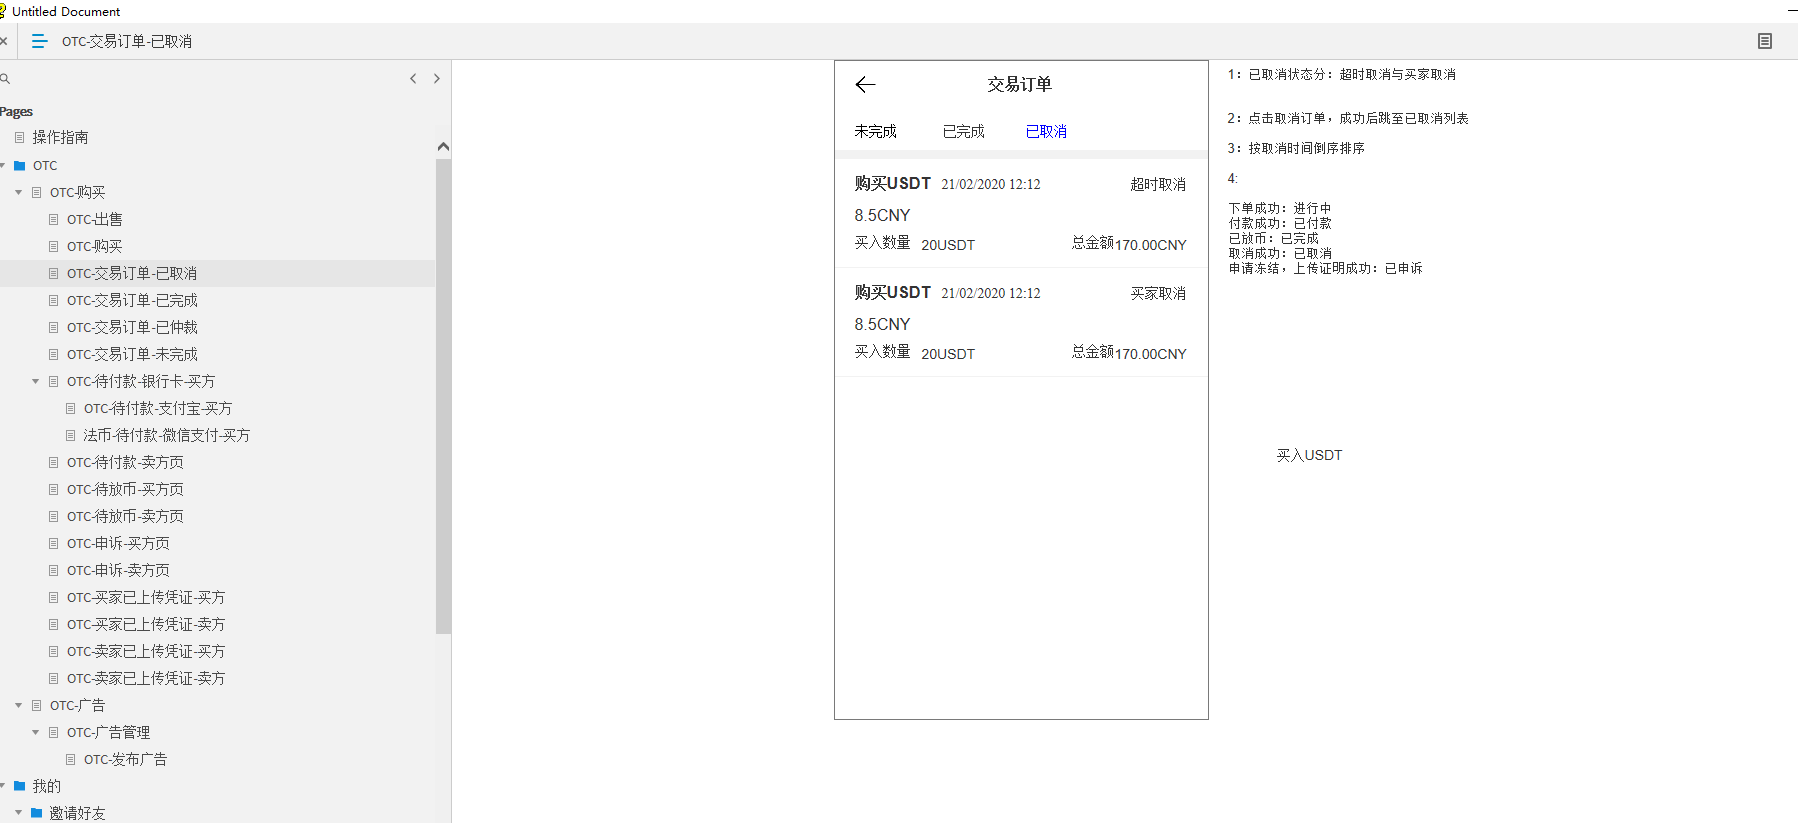 Untitled Document
OTC-交易订单-已取消
Pages
操作指南
OTC
OTC-购买
OTC-出售
OTC-购买
OTC-交易订单-已取消
OTC-交易订单-已完成
OTC-交易订单-已仲裁
OTC-交易订单-未完成
OTC-待付款-银行卡-买方
OTC-待付款-支付宝-买方
法币-待付款-微信支付-买方
OTC-待付款-卖方页
OTC-待放币-买方页
OTC-待放币-卖方页
OTC-申诉-买方页
OTC-申诉-卖方页
OTC-买家已上传凭证-买方
OTC-买家已上传凭证-卖方
OTC-卖家已上传凭证-买方
OTC-卖家已上传凭证-卖方
OTC-广告
OTC-广告管理
OTC-发布广告
我的
邀请好友
交易订单
未完成 已完成 已取消
购买USDT 21/02/2020 12:12 超时取消
8.5CNY
买入数量 20USDT 总金额170.00CNY
购买USDT 21/02/2020 12:12 买家取消
8.5CNY
买入数量 20USDT 总金额170.00CNY
1：已取消状态分：超时取消与买家取消
2：点击取消订单，成功后跳至已取消列表
3：按取消时间倒序排序
4:
下单成功：进行中
付款成功：已付款
已放币：已完成
取消成功：已取消
申请冻结，上传证明成功：已申诉
买入USDT